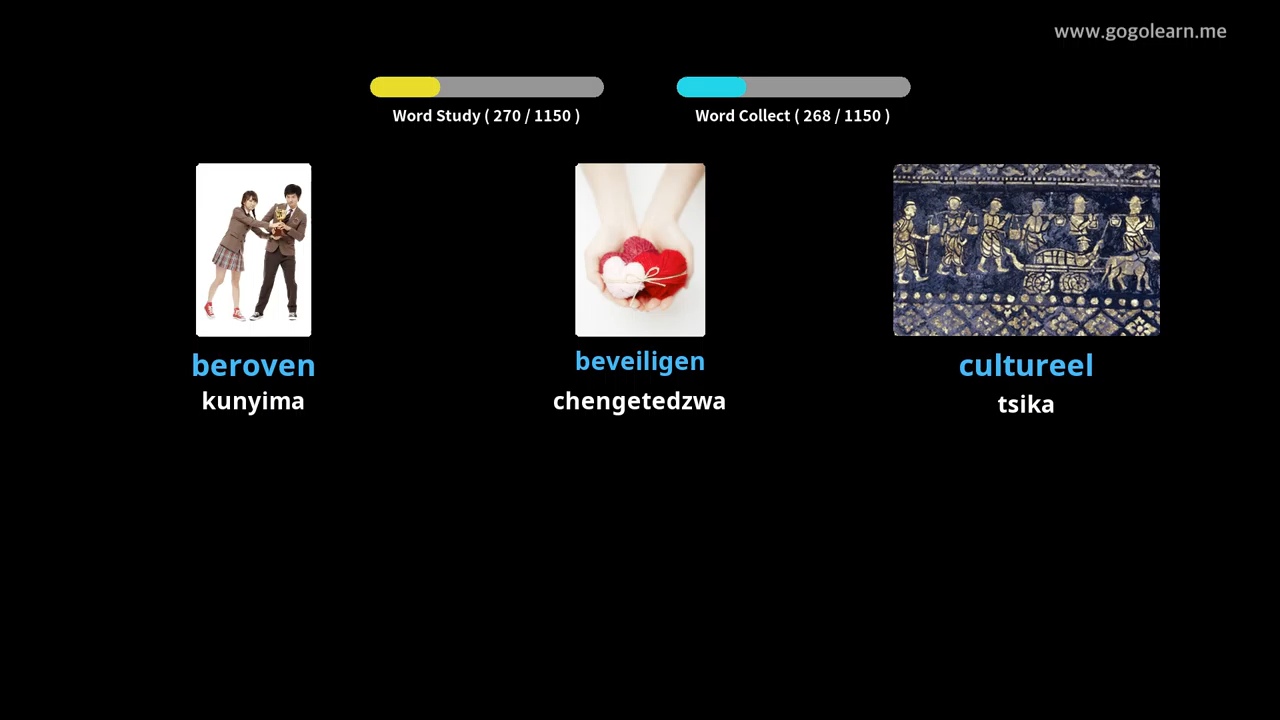 www.gogolearn.me
Word Study ( 270 / 1150 )
Word Collect ( 268 / 1150 )
beroven
kunyima
beveiligen
chengetedzwa
cultureel
tsika